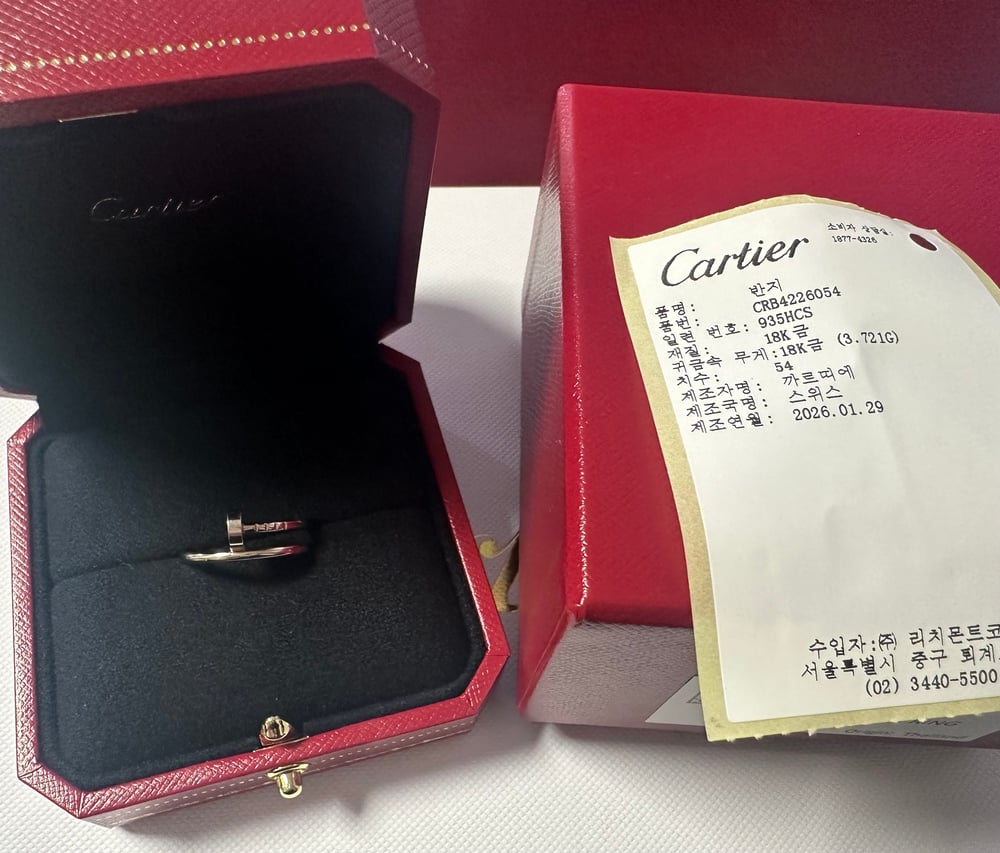 Cartier
Cartier
소비자 상담실:
1877-4326
품명: 반지
품번: CRB4226054
일련 번호: 935HCS
재질: 18K금
귀금속 무게:18K금 (3.721G)
치수: 54
제조자명: 까르띠에
제조국명: 스위스
제조연월: 2026.01.29
수입자:㈜ 리치몬트코
서울특별시 중구 퇴계
(02) 3440-5500